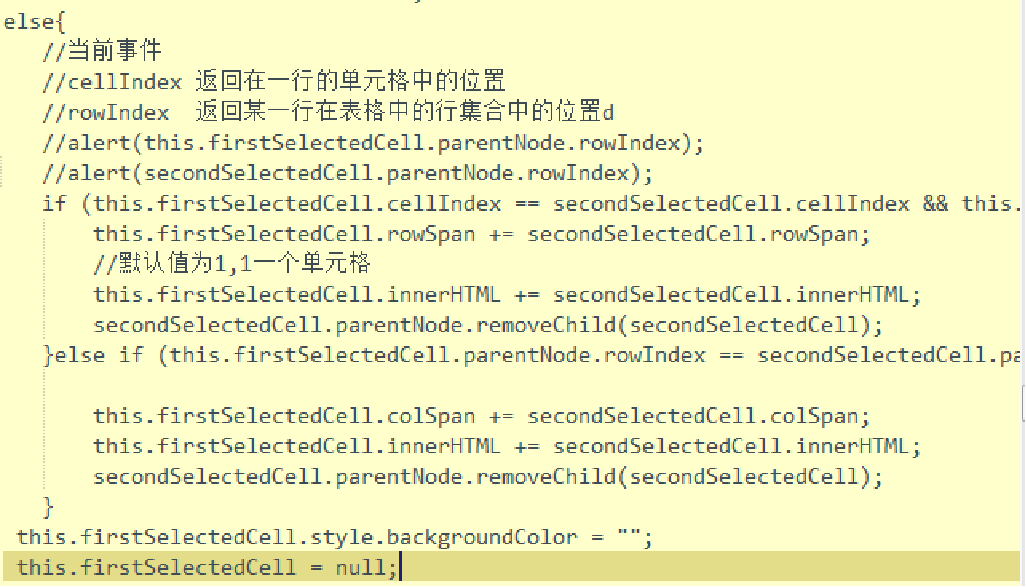 else{
//当前事件
//cellIndex 返回在一行的单元格中的位置
//rowIndex  返回某一行在表格中的行集合中的位置d
//alert(this.firstSelectedCell.parentNode.rowIndex);
//alert(secondSelectedCell.parentNode.rowIndex);
if (this.firstSelectedCell.cellIndex == secondSelectedCell.cellIndex && this.
this.firstSelectedCell.rowSpan += secondSelectedCell.rowSpan;
//默认值为1,1一个单元格
this.firstSelectedCell.innerHTML += secondSelectedCell.innerHTML;
secondSelectedCell.parentNode.removeChild(secondSelectedCell);
}else if (this.firstSelectedCell.parentNode.rowIndex == secondSelectedCell.pa
this.firstSelectedCell.colSpan += secondSelectedCell.colSpan;
this.firstSelectedCell.innerHTML += secondSelectedCell.innerHTML;
secondSelectedCell.parentNode.removeChild(secondSelectedCell);
}
this.firstSelectedCell.style.backgroundColor = "";
this.firstSelectedCell = null;